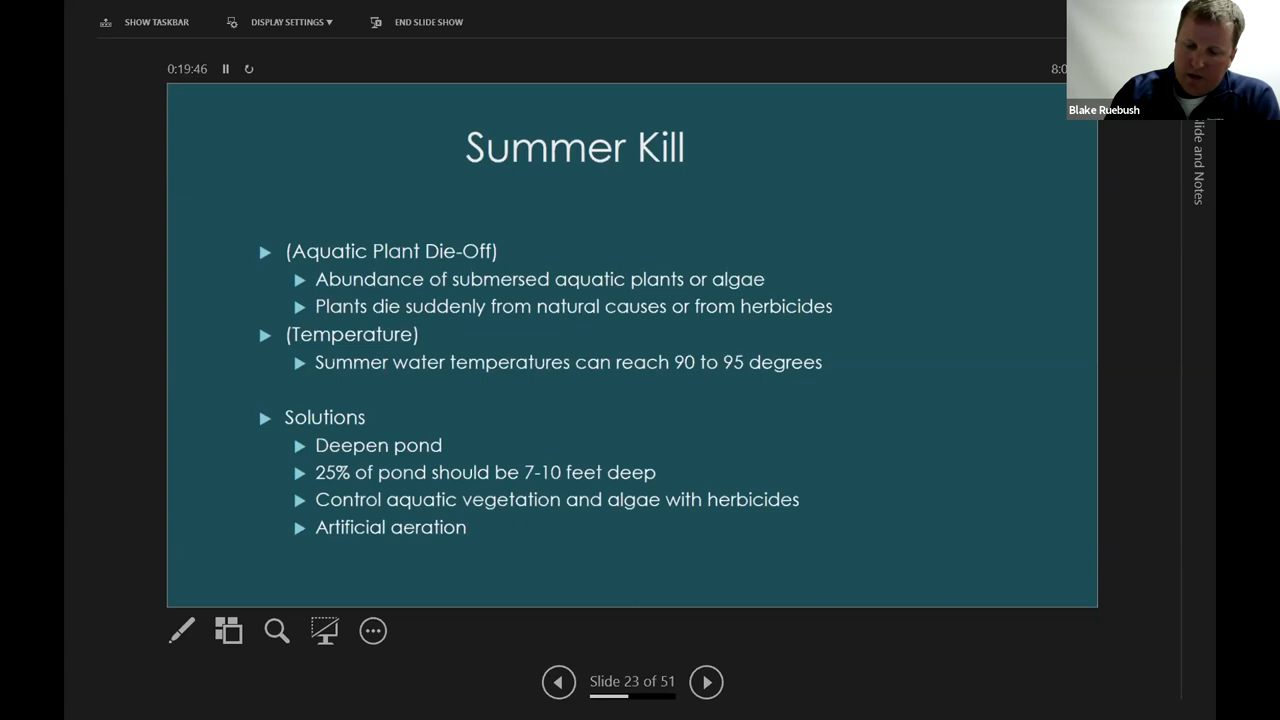 SHOW TASKBAR
DISPLAY SETTINGS ▾
END SLIDE SHOW
0:19:46
8:0
Blake Ruebush
Slide and Notes
Summer Kill
(Aquatic Plant Die-Off)
Abundance of submersed aquatic plants or algae
Plants die suddenly from natural causes or from herbicides
(Temperature)
Summer water temperatures can reach 90 to 95 degrees
Solutions
Deepen pond
25% of pond should be 7-10 feet deep
Control aquatic vegetation and algae with herbicides
Artificial aeration
Slide 23 of 51